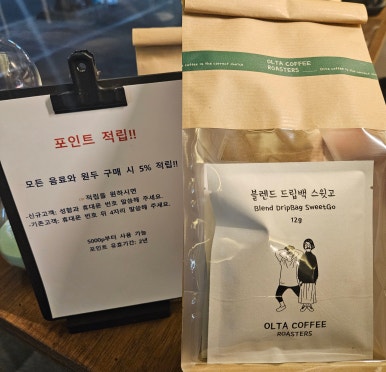 포인트 적립!!
모든 음료와 원두 구매 시 5% 적립!!
적립을 원하시면
-신규고객: 성함과 휴대폰 번호 말씀해 주세요.
-기존고객: 휴대폰 번호 뒤 4자리 말씀해 주세요.
5000p부터 사용 가능
포인트 유효기간: 2년
OLTA COFFEE
ROASTERS
coffee is the correct choice
블렌드 드립백 스윗고
Blend DripBag SweetGo
12g
OLTA COFFEE
ROASTERS